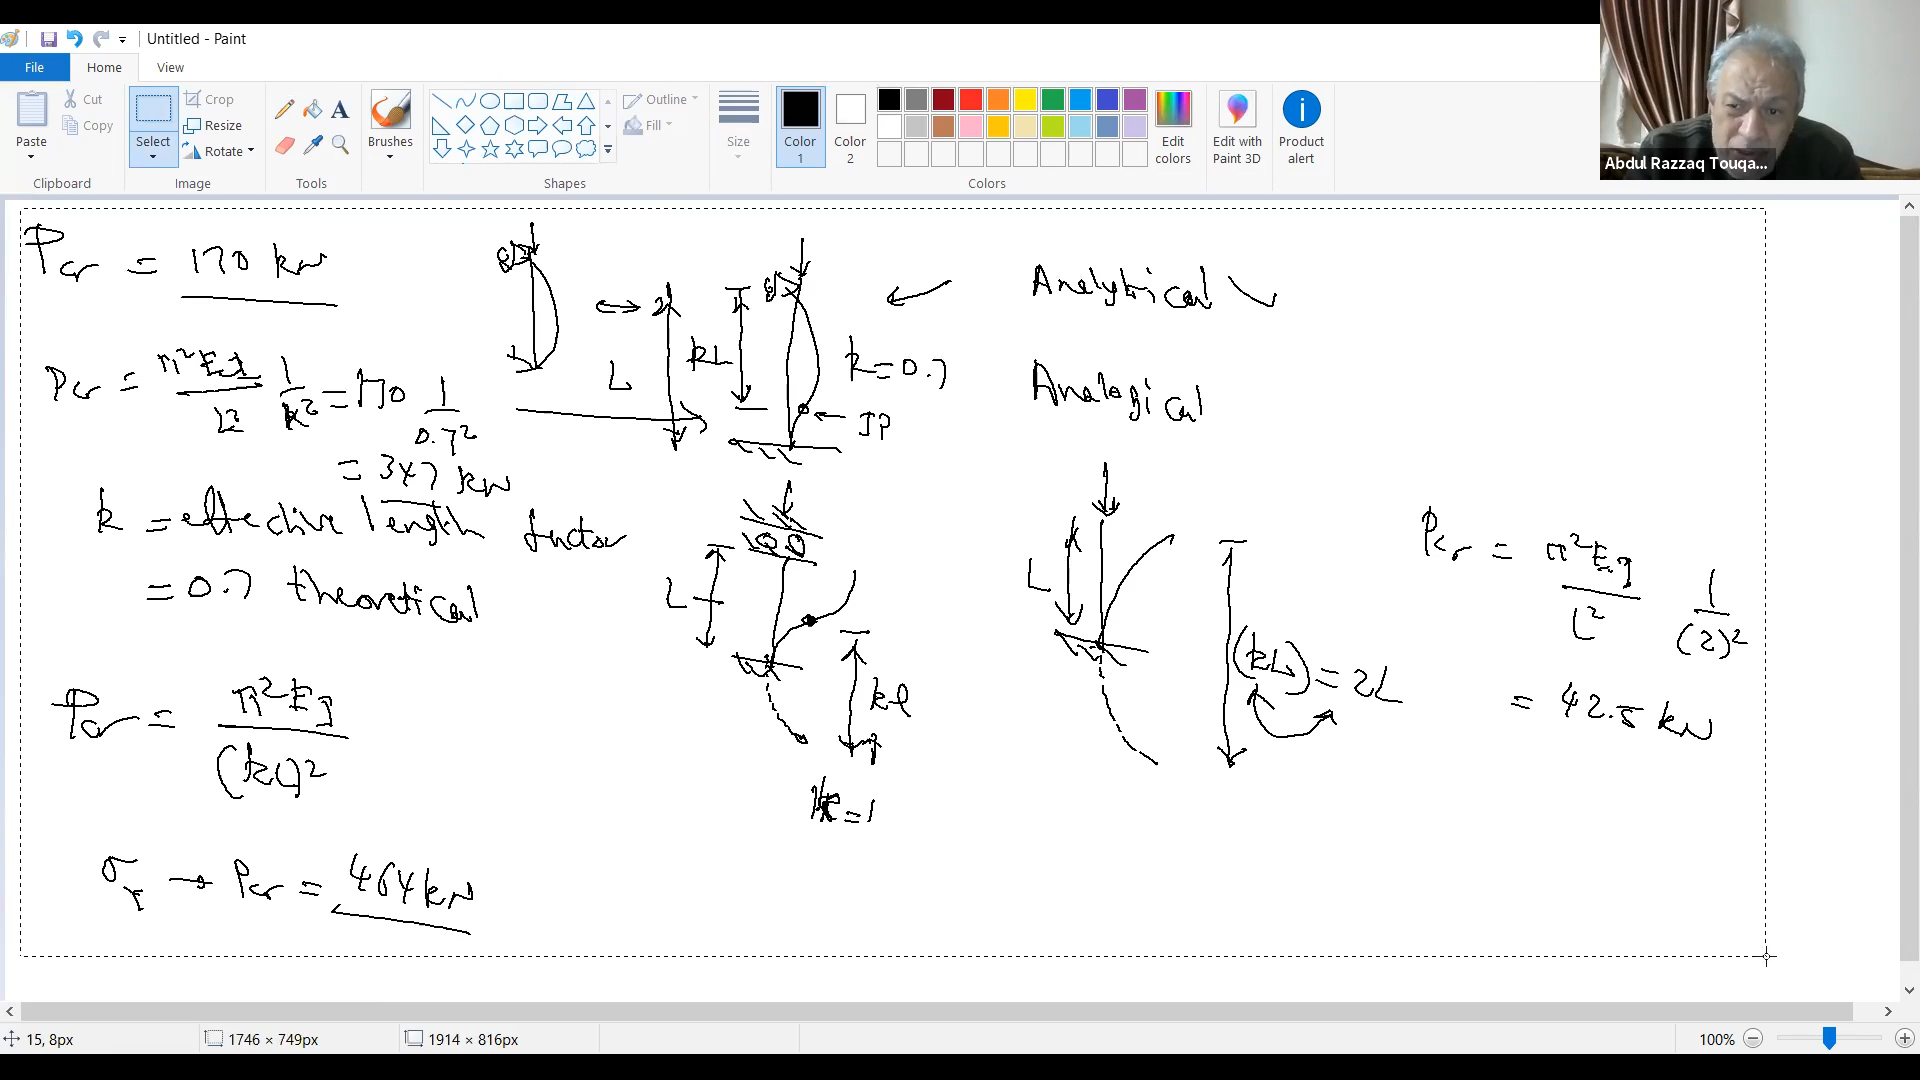 Untitled - Paint
File Home View
Paste
Cut
Copy
Clipboard
Select
Crop
Resize
Rotate
Image
Tools
Brushes
Shapes
Outline
Fill
Size
Color 1
Color 2
Colors
Edit colors
Edit with Paint 3D
Product alert
Abdul Razzaq Touqa...
Pcr = 170 kN
Pcr = π²EI/L² 1/k² = 170 1/0.7²
= 347 kN
k = effective length factor
= 0.7 theoretical
Pcr = π²EI/(kL)²
σY → Pcr = 464 kN
L
kL
k = 0.7
IP
Analytical
Analogical
L
kL
k = 1
L
(kL) = 2L
Pcr = π²EI/L² 1/(2)²
= 42.5 kN
15, 8px
1746 × 749px
1914 × 816px
100%